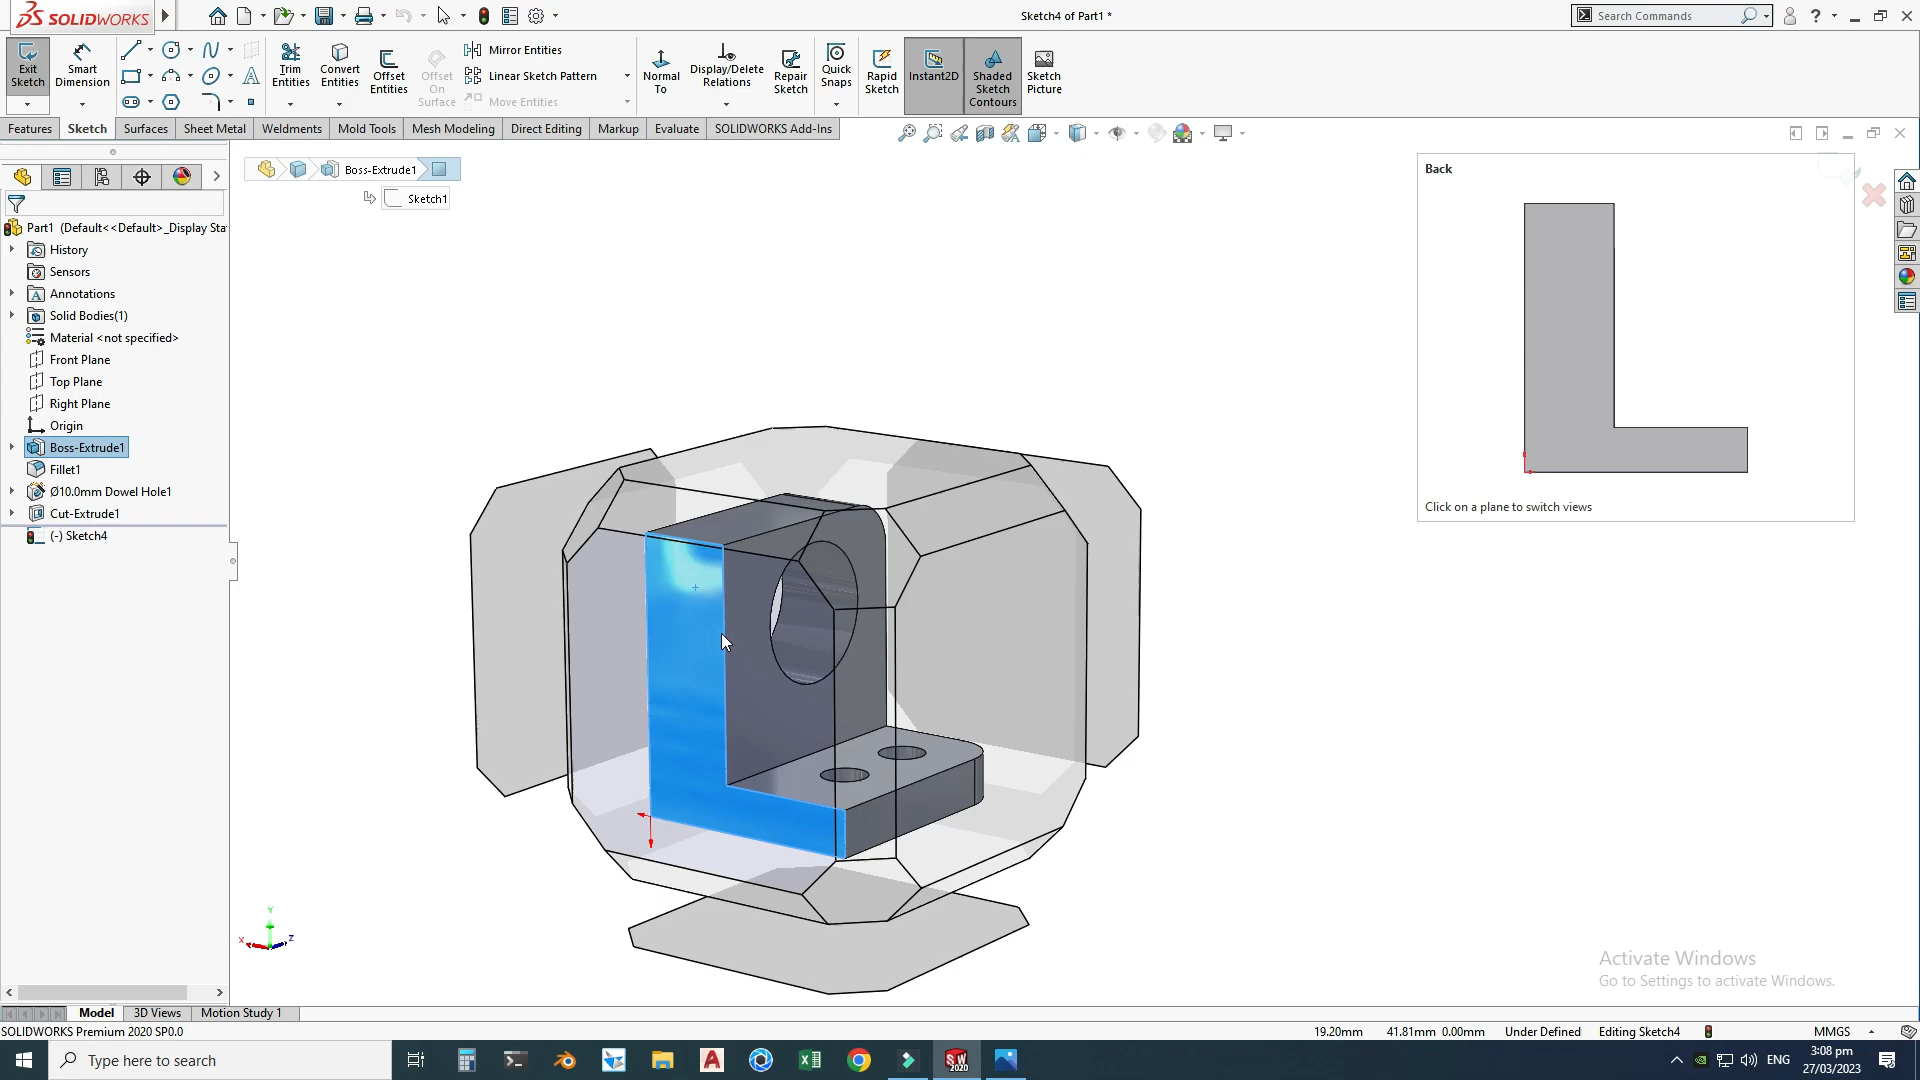 SOLIDWORKS
Sketch4 of Part1 *
Search Commands
Exit Sketch
Smart Dimension
Trim Entities
Convert Entities
Offset Entities
Offset On Surface
Mirror Entities
Linear Sketch Pattern
Move Entities
Normal To
Display/Delete Relations
Repair Sketch
Quick Snaps
Rapid Sketch
Instant2D
Shaded Sketch Contours
Sketch Picture
Features
Sketch
Surfaces
Sheet Metal
Weldments
Mold Tools
Mesh Modeling
Direct Editing
Markup
Evaluate
SOLIDWORKS Add-Ins
Boss-Extrude1
Sketch1
Back
Click on a plane to switch views
Part1 (Default<<Default>_Display Sta
History
Sensors
Annotations
Solid Bodies(1)
Material <not specified>
Front Plane
Top Plane
Right Plane
Origin
Boss-Extrude1
Fillet1
Ø10.0mm Dowel Hole1
Cut-Extrude1
(-) Sketch4
Y
X
Z
Activate Windows
Go to Settings to activate Windows.
Model
3D Views
Motion Study 1
SOLIDWORKS Premium 2020 SP0.0
19.20mm
41.81mm 0.00mm
Under Defined
Editing Sketch4
MMGS
Type here to search
SW 2020
ENG
3:08 pm
27/03/2023